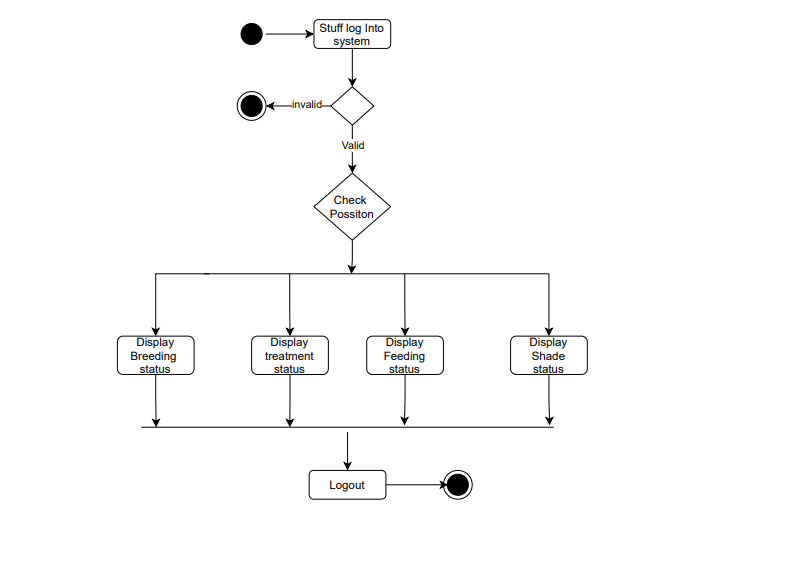 Stuff log Into
system
invalid
Valid
Check
Possiton
Display
Breeding
status
Display
treatment
status
Display
Feeding
status
Display
Shade
status
Logout